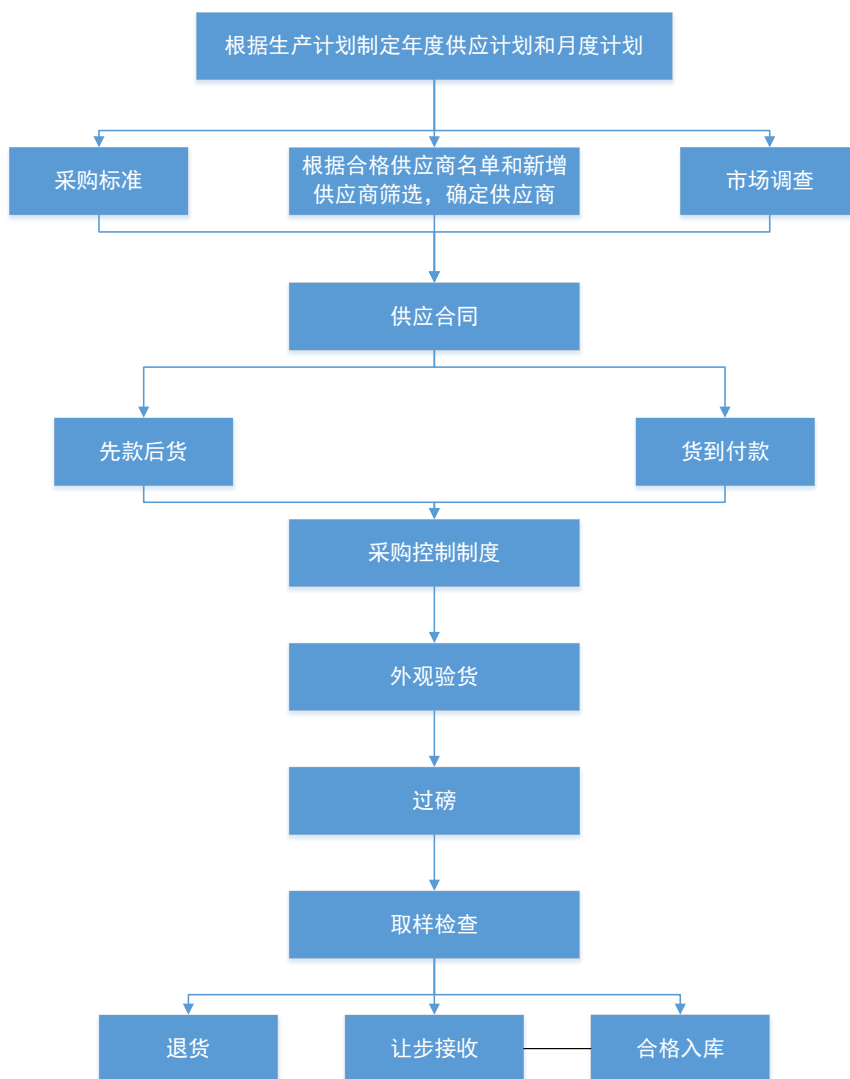 根据生产计划制定年度供应计划和月度计划
采购标准
根据合格供应商名单和新增
供应商筛选，确定供应商
市场调查
供应合同
先款后货
货到付款
采购控制制度
外观验货
过磅
取样检查
退货
让步接收
合格入库